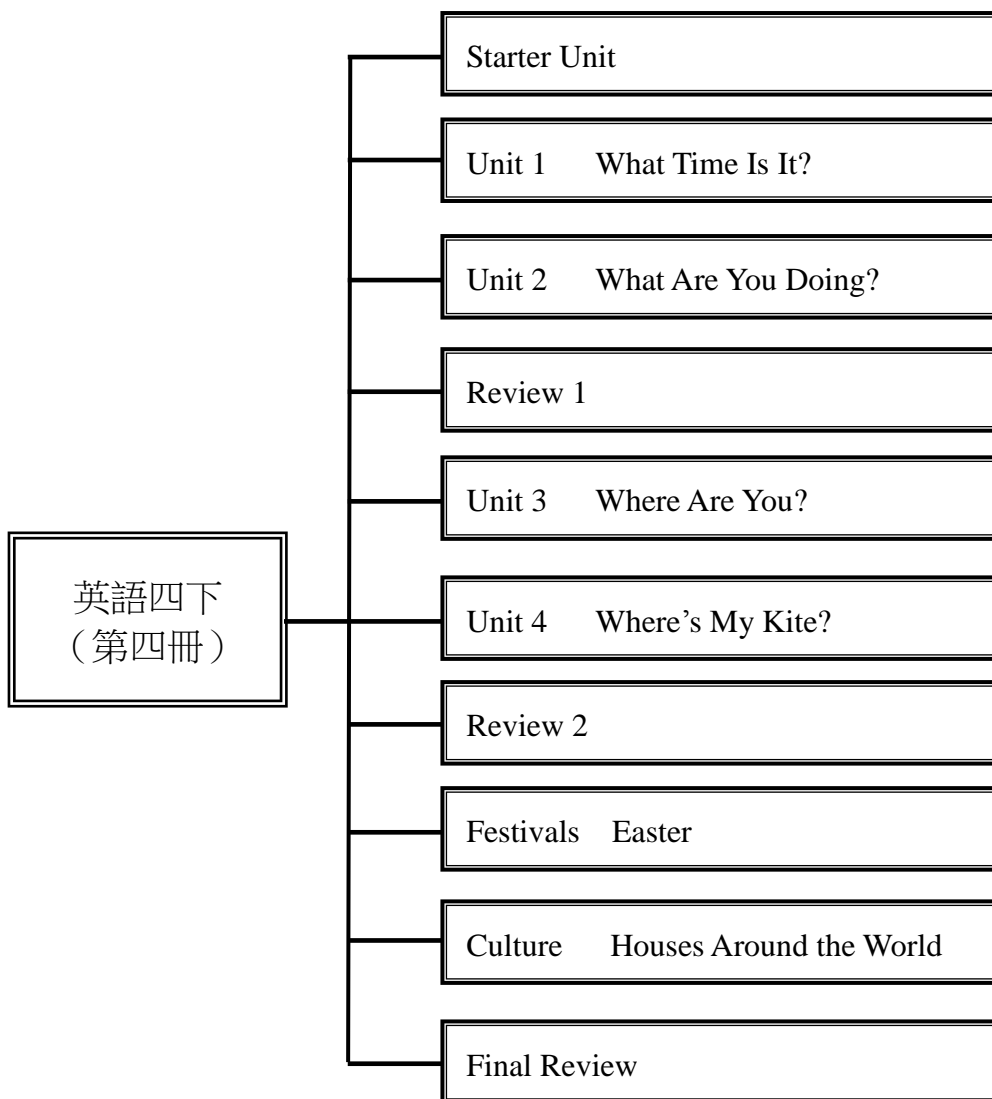 Starter Unit
Unit 1 What Time Is It?
Unit 2 What Are You Doing?
Review 1
Unit 3 Where Are You?
英語四下
（第四冊）
Unit 4 Where’s My Kite?
Review 2
Festivals Easter
Culture Houses Around the World
Final Review